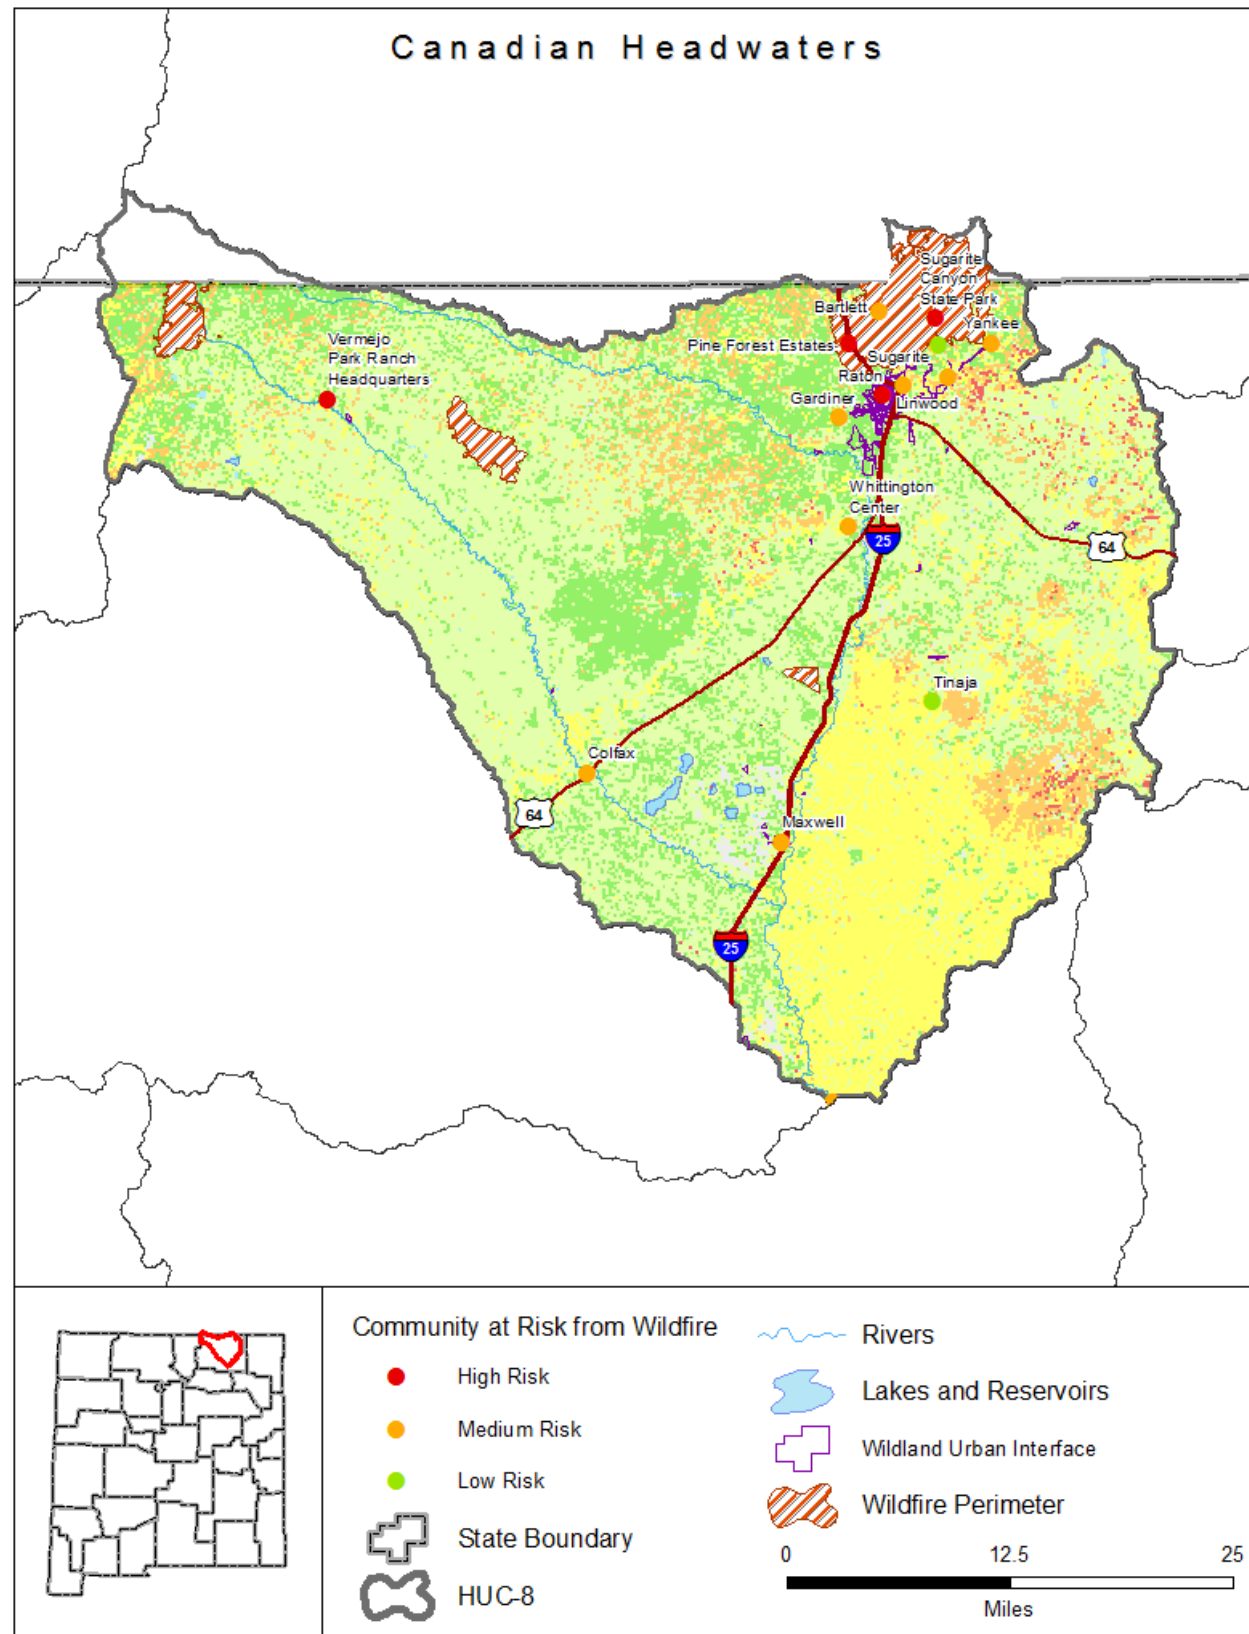 Canadian Headwaters
Sugarite
Canyon
State Park
Bartlett
Yankee
Pine Forest Estates
Sugarite
Vermejo
Park Ranch
Headquarters
Raton
Gardiner
Linwood
Whittington
Center
25
64
Tinaja
Colfax
64
Maxwell
25
Community at Risk from Wildfire
High Risk
Medium Risk
Low Risk
State Boundary
HUC-8
Rivers
Lakes and Reservoirs
Wildland Urban Interface
Wildfire Perimeter
0 12.5 25
Miles